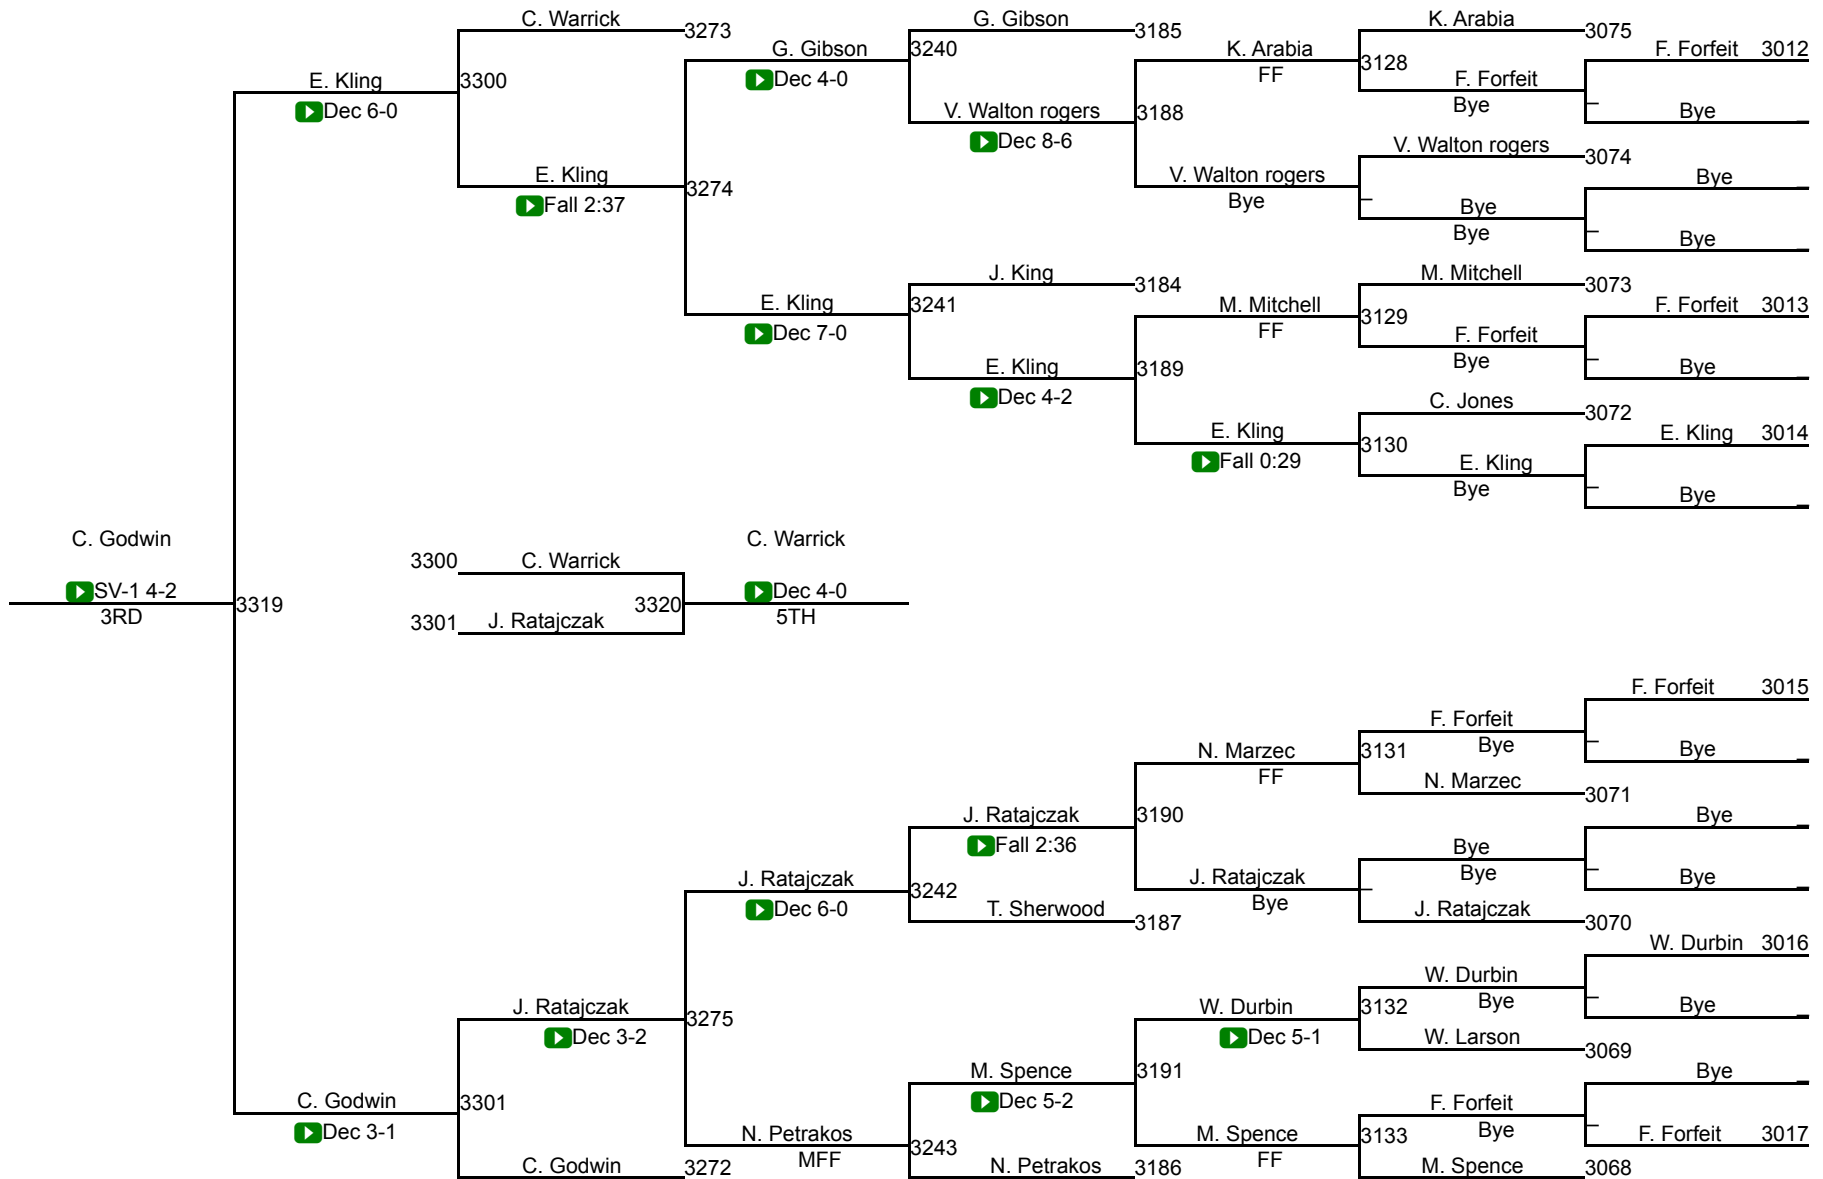 C. Warrick
3273
G. Gibson
3185
K. Arabia
3075
G. Gibson
3240
K. Arabia
F. Forfeit 3012
E. Kling
3300
Dec 4-0
FF
3128
F. Forfeit
Dec 6-0
V. Walton rogers
3188
Bye
Bye
Dec 8-6
V. Walton rogers
3074
E. Kling
3274
V. Walton rogers
Bye
Fall 2:37
Bye
Bye
Bye
Bye
J. King
3184
M. Mitchell
3073
E. Kling
3241
M. Mitchell
3129
F. Forfeit 3013
Dec 7-0
FF
F. Forfeit
Bye
E. Kling
3189
Bye
Dec 4-2
C. Jones
3072
E. Kling
3130
E. Kling 3014
Fall 0:29
E. Kling
Bye
Bye
C. Godwin
C. Warrick
3300
C. Warrick
SV-1 4-2
Dec 4-0
3RD
3319
3320
5TH
3301
J. Ratajczak
F. Forfeit 3015
F. Forfeit
N. Marzec
3131
Bye
Bye
FF
N. Marzec
3071
J. Ratajczak
3190
Bye
Fall 2:36
Bye
J. Ratajczak
3242
J. Ratajczak
Bye
Bye
Dec 6-0
T. Sherwood
3187
Bye
J. Ratajczak
3070
W. Durbin 3016
W. Durbin
J. Ratajczak
3275
W. Durbin
3132
Bye
Bye
Dec 3-2
Dec 5-1
W. Larson
3069
M. Spence
3191
Bye
C. Godwin
3301
Dec 5-2
F. Forfeit
Dec 3-1
N. Petrakos
3243
M. Spence
3133
Bye
F. Forfeit 3017
C. Godwin
3272
MFF
N. Petrakos
3186
FF
M. Spence
3068